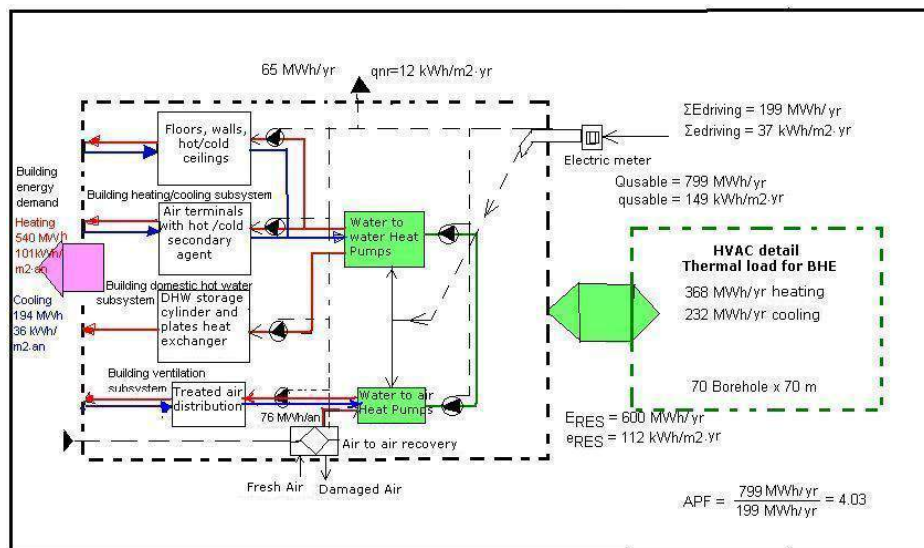 65 MWh/yr qnr=12 kWh/m2·yr
ΣEdriving = 199 MWh/yr
Σedriving = 37 kWh/m2·yr
Electric meter
Qusable = 799 MWh/yr
qusable = 149 kWh/m2·yr
Floors, walls,
hot/cold
ceilings
Building
energy
demand
Building heating/cooling subsystem
Heating
540 MWh
101kWh/
m2·an
Air terminals
with hot /cold
secondary
agent
Water to
water Heat
Pumps
HVAC detail
Thermal load for BHE
368 MWh/yr heating
232 MWh/yr cooling
70 Borehole x 70 m
Cooling
194 MWh
36 kWh/
m2.an
Building domestic hot water
subsystem
DHW storage
cylinder and
plates heat
exchanger
Building ventilation
subsystem
Treated air
distribution
76 MWh/an
Water to air
Heat Pumps
Air to air recovery
Fresh Air
Damaged Air
ERES = 600 MWh/yr
eRES = 112 kWh/m2·yr
APF = 799 MWh/yr
199 MWh/yr
= 4.03